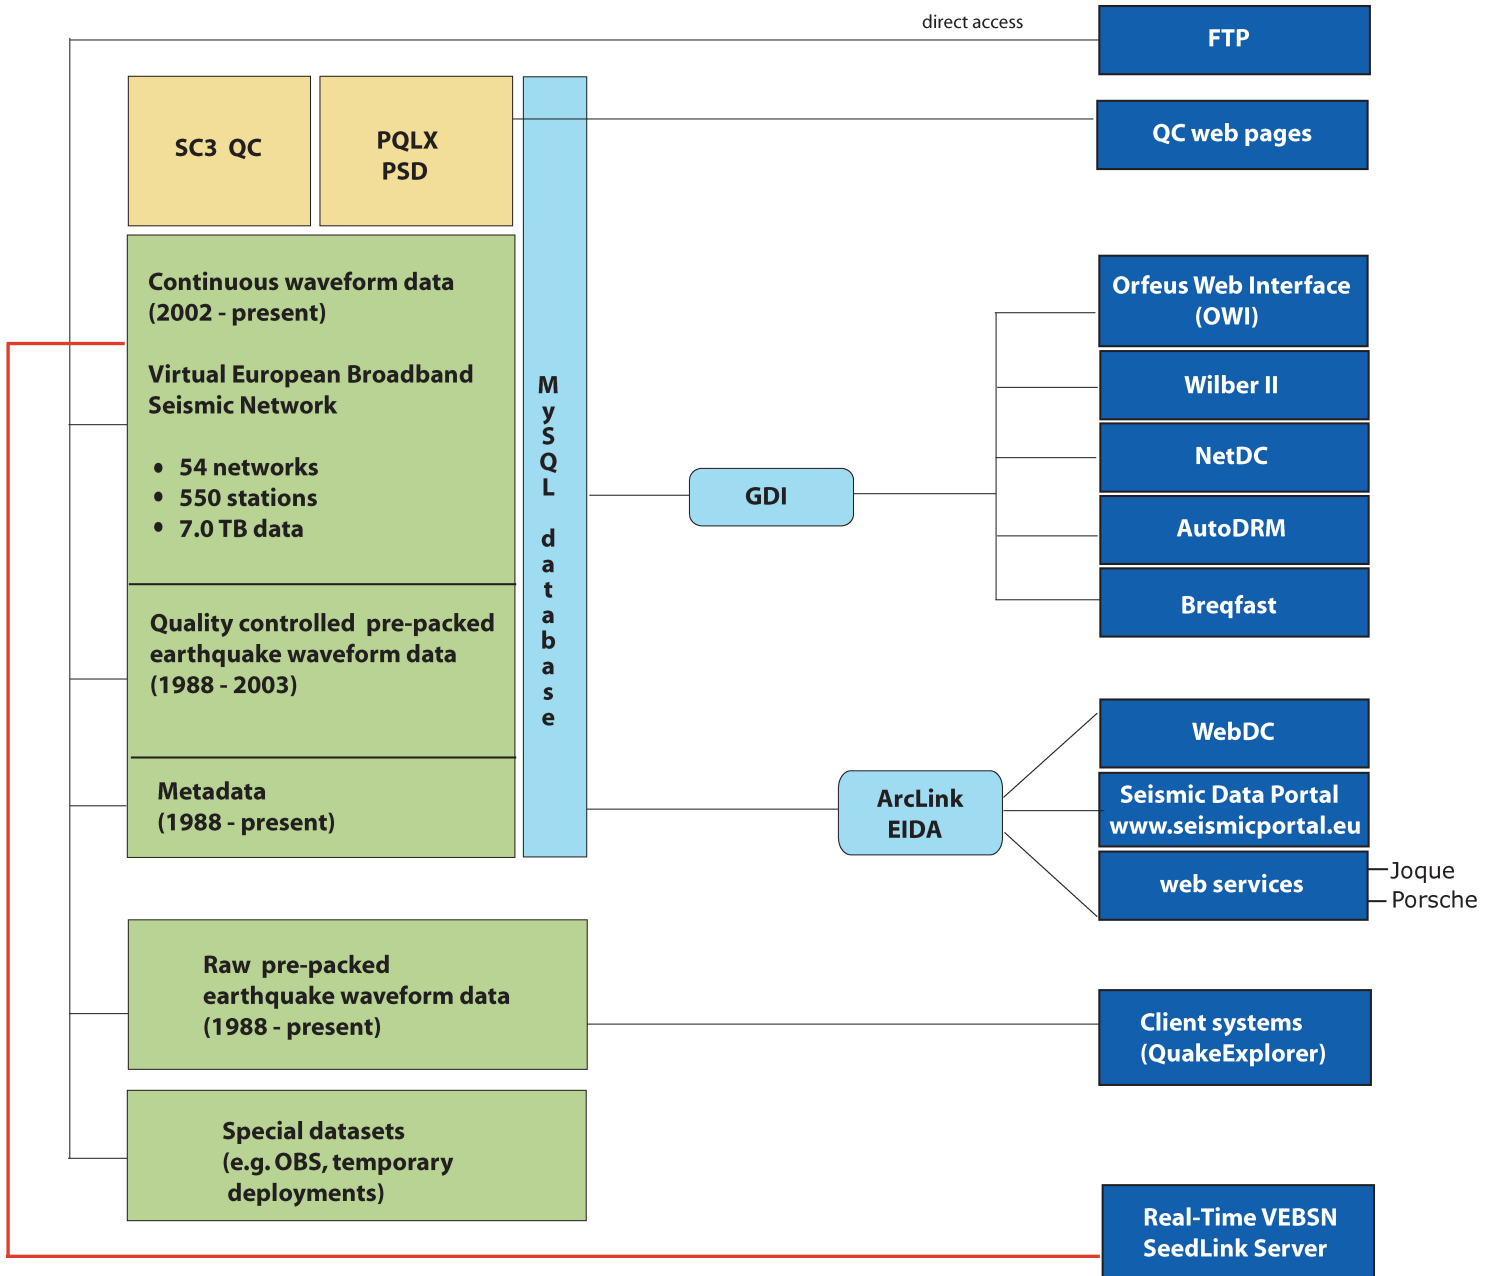 direct access
FTP
SC3 QC
PQLX
PSD
QC web pages
Continuous waveform data
(2002 - present)
Virtual European Broadband
Seismic Network
• 54 networks
• 550 stations
• 7.0 TB data
Quality controlled pre-packed
earthquake waveform data
(1988 - 2003)
Metadata
(1988 - present)
MySQL database
GDI
Orfeus Web Interface
(OWI)
Wilber II
NetDC
AutoDRM
Breqfast
ArcLink
EIDA
WebDC
Seismic Data Portal
www.seismicportal.eu
web services
Joque
Porsche
Raw pre-packed
earthquake waveform data
(1988 - present)
Client systems
(QuakeExplorer)
Special datasets
(e.g. OBS, temporary
deployments)
Real-Time VEBSN
SeedLink Server